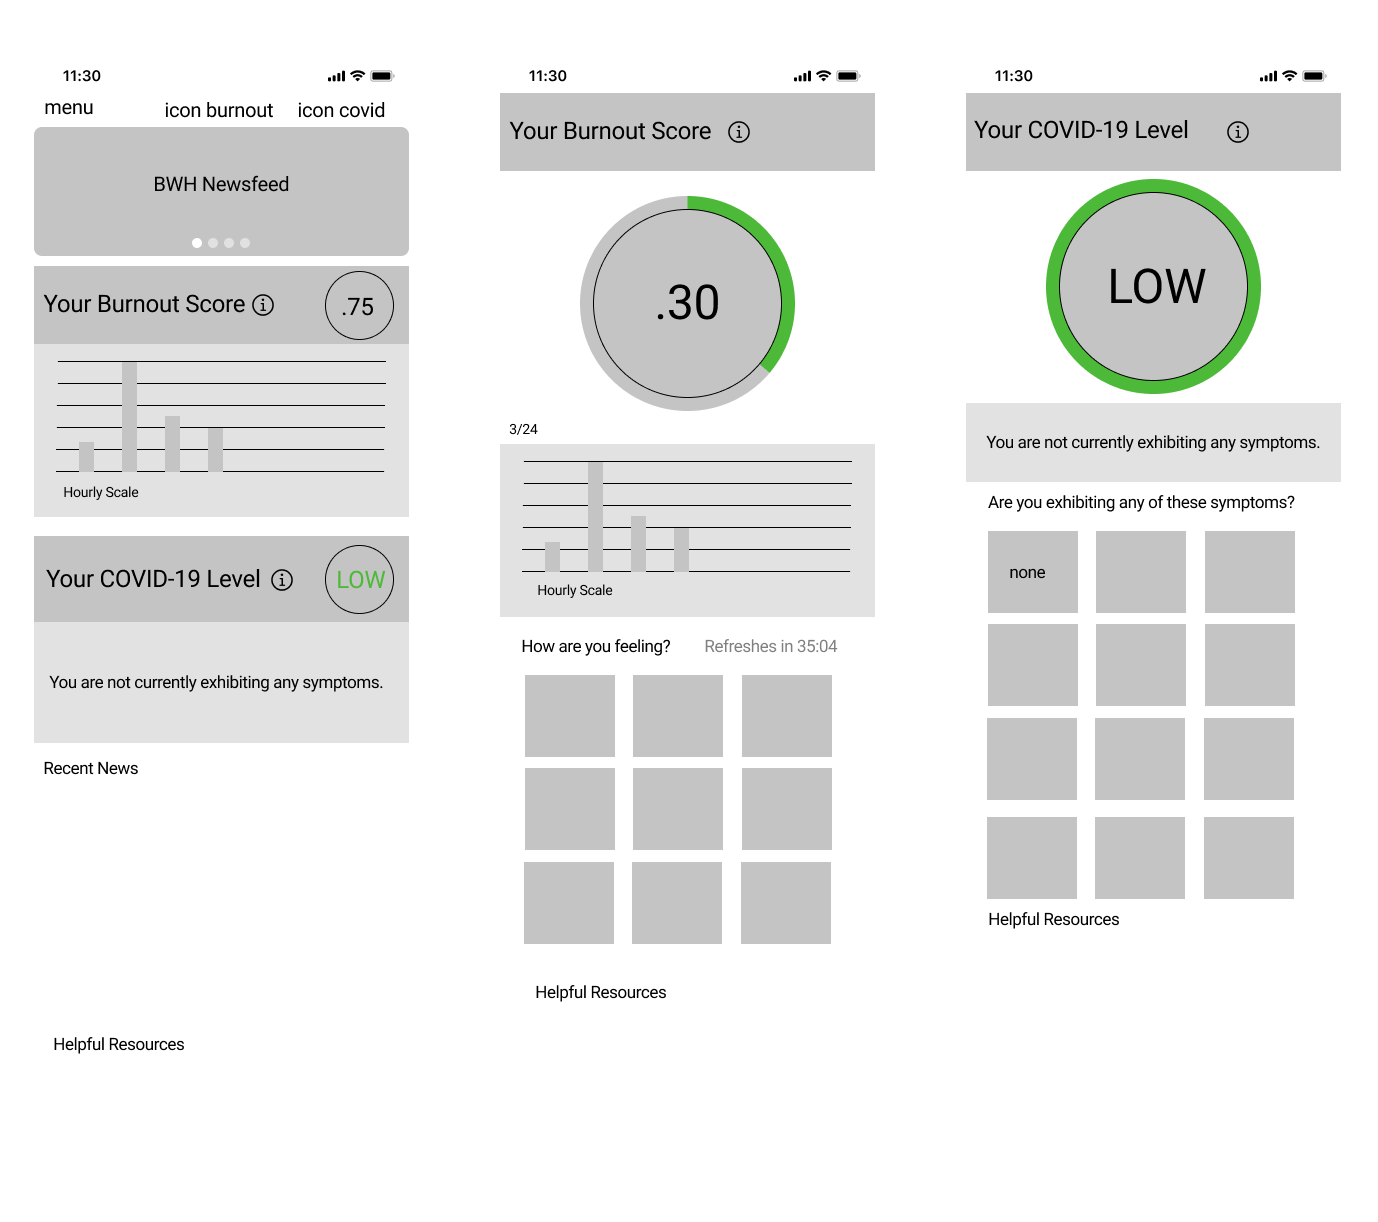 11:30
menu
icon burnout
icon covid
BWH Newsfeed
Your Burnout Score
.75
Hourly Scale
Your COVID-19 Level
LOW
You are not currently exhibiting any symptoms.
Recent News
Helpful Resources
11:30
Your Burnout Score
.30
3/24
Hourly Scale
How are you feeling?
Refreshes in 35:04
Helpful Resources
11:30
Your COVID-19 Level
LOW
You are not currently exhibiting any symptoms.
Are you exhibiting any of these symptoms?
none
Helpful Resources